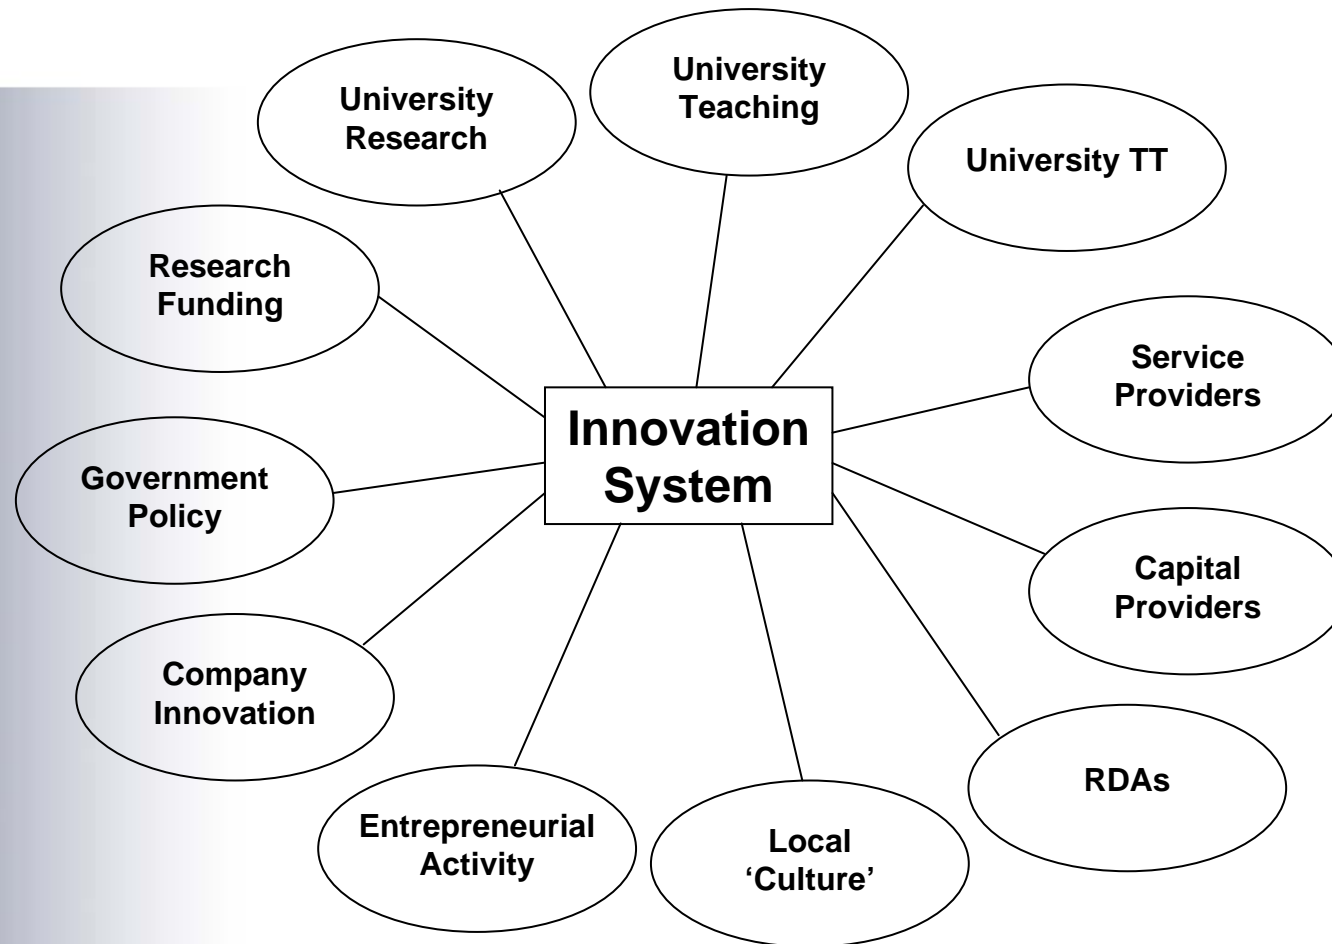 University
Teaching
University
Research
University TT
Research
Funding
Service
Providers
Innovation
System
Government
Policy
Capital
Providers
Company
Innovation
RDAs
Entrepreneurial
Activity
Local
‘Culture’